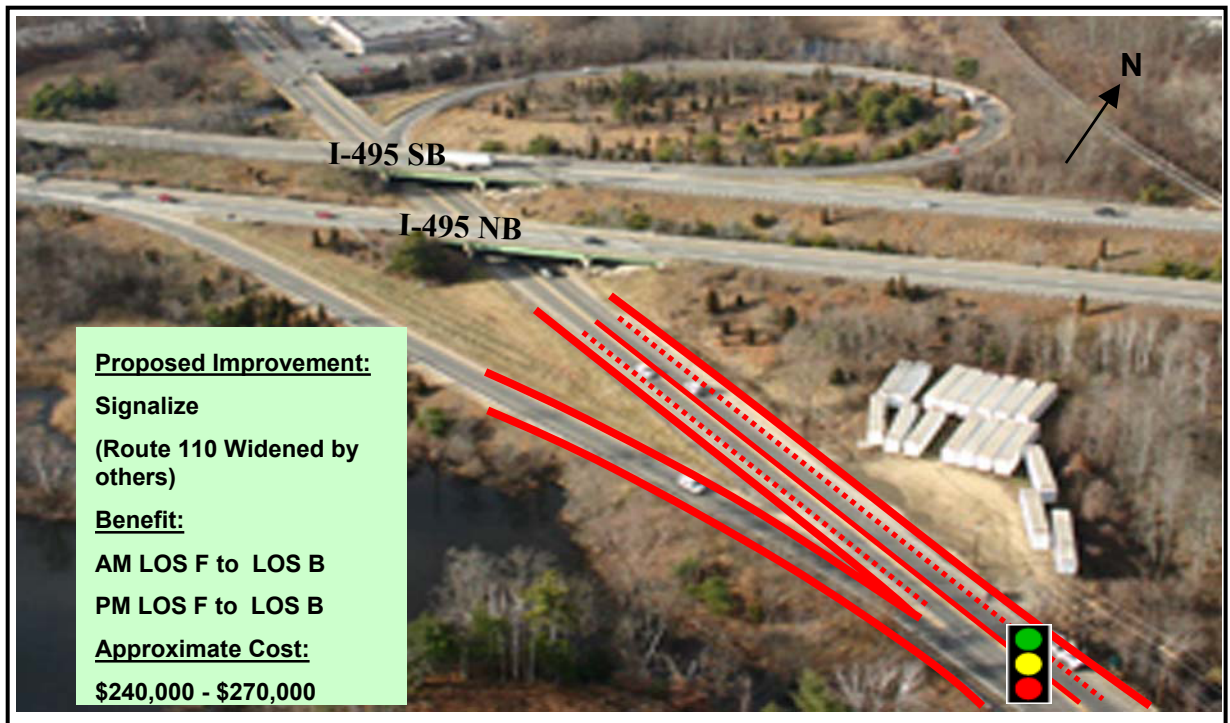 N
I-495 SB
I-495 NB
Proposed Improvement:
Signalize
(Route 110 Widened by
others)
Benefit:
AM LOS F to  LOS B
PM LOS F to  LOS B
Approximate Cost:
$240,000 - $270,000